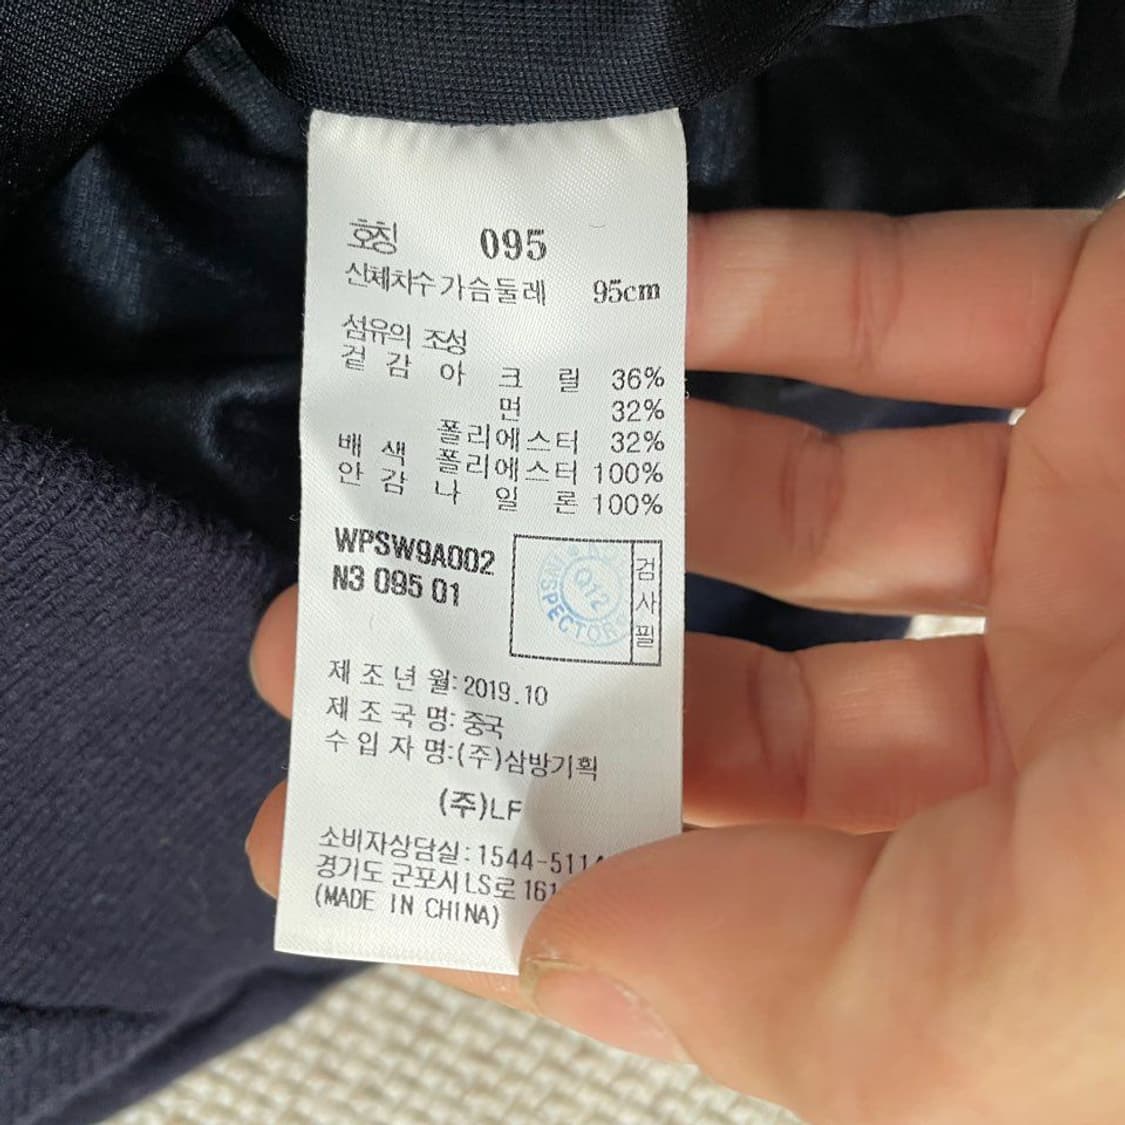 호칭 095
신체치수 가슴둘레 95cm
섬유의 조성
겉감 아크릴 36%
면 32%
폴리에스터 32%
배색 폴리에스터 100%
안감 나일론 100%
WPSW9A002
N3 095 01
검사필
Q12
INSPECTOR
제조년월: 2019.10
제조국명: 중국
수입자명:(주)삼방기획
(주)LF
소비자상담실: 1544-511
경기도 군포시 LS로 161
(MADE IN CHINA)